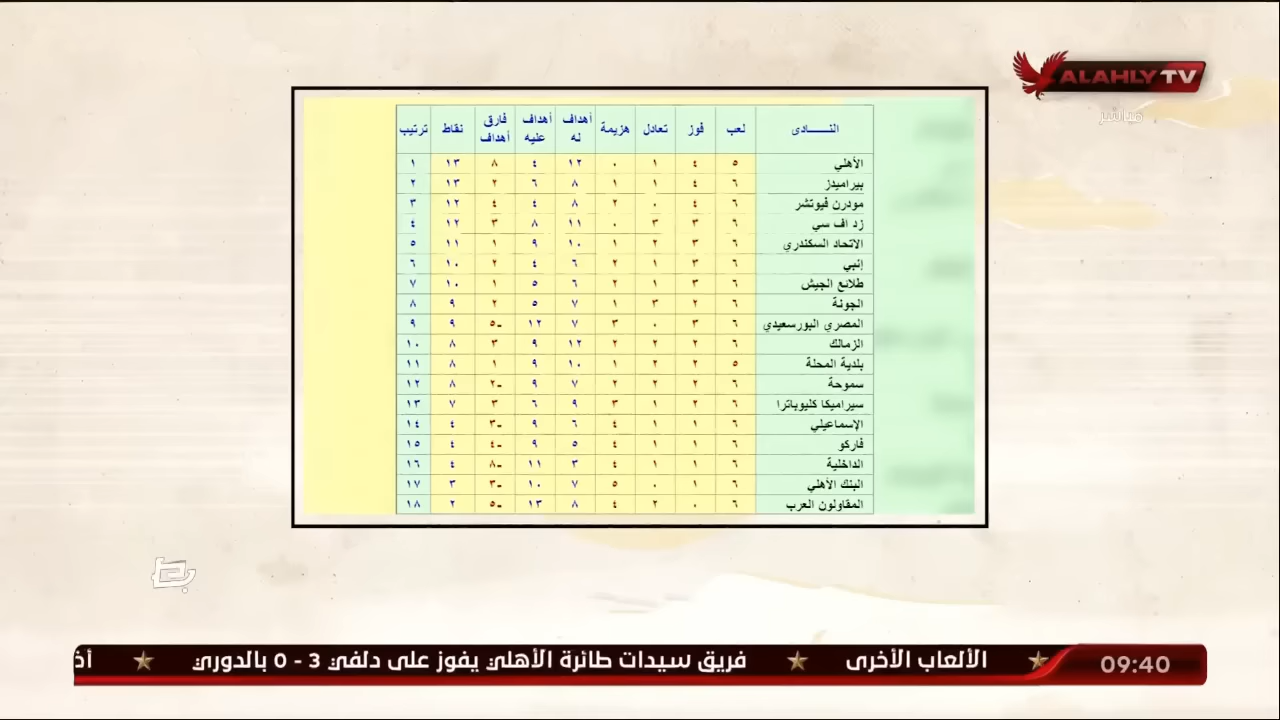 ALAHLY TV
مباشر
النـــــادى لعب فوز تعادل هزيمة أهداف له أهداف عليه فارق أهداف نقاط ترتيب
الأهلي ٥ ٤ ١ ٠ ١٢ ٤ ٨ ١٣ ١
بيراميدز ٦ ٤ ١ ١ ٨ ٦ ٢ ١٣ ٢
مودرن فيوتشر ٦ ٤ ٠ ٢ ٨ ٤ ٤ ١٢ ٣
زد اف سي ٦ ٣ ٣ ٠ ١١ ٨ ٣ ١٢ ٤
الاتحاد السكندري ٦ ٣ ٢ ١ ١٠ ٩ ١ ١١ ٥
إنبي ٦ ٣ ١ ٢ ٦ ٤ ٢ ١٠ ٦
طلائع الجيش ٦ ٣ ١ ٢ ٦ ٥ ١ ١٠ ٧
الجونة ٦ ٢ ٣ ١ ٧ ٥ ٢ ٩ ٨
المصري البورسعيدي ٦ ٣ ٠ ٣ ٧ ١٢ -٥ ٩ ٩
الزمالك ٦ ٢ ٢ ٢ ١٢ ٩ ٣ ٨ ١٠
بلدية المحلة ٥ ٢ ٢ ١ ١٠ ٩ ١ ٨ ١١
سموحة ٦ ٢ ٢ ٢ ٧ ٩ -٢ ٨ ١٢
سيراميكا كليوباترا ٦ ٢ ١ ٣ ٩ ٦ ٣ ٧ ١٣
الإسماعيلي ٦ ١ ١ ٤ ٦ ٩ -٣ ٤ ١٤
فاركو ٦ ١ ١ ٤ ٥ ٩ -٤ ٤ ١٥
الداخلية ٦ ١ ١ ٤ ٣ ١١ -٨ ٤ ١٦
البنك الأهلي ٦ ١ ٠ ٥ ٧ ١٠ -٣ ٣ ١٧
المقاولون العرب ٦ ٠ ٢ ٤ ٨ ١٣ -٥ ٢ ١٨
09:40 الألعاب الأخرى فريق سيدات طائرة الأهلي يفوز على دلفي 3 - 0 بالدوري